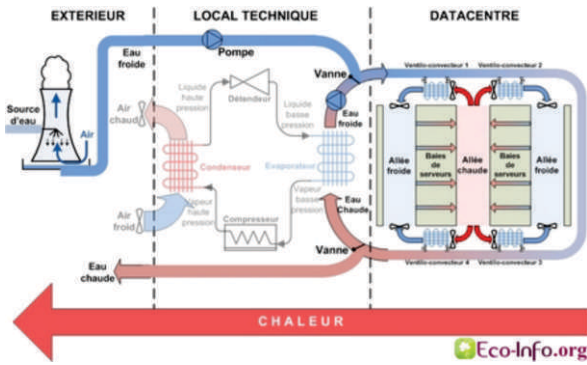 EXTERIEUR
LOCAL TECHNIQUE
DATACENTRE
Eau
froide
Pompe
Vanne
Ventilo-convecteur 1
Ventilo-convecteur 2
Source
d'eau
Air
Air
chaud
Liquide
haute
pression
Détendeur
Liquide
basse
pression
Eau
froide
Condenseur
Evaporateur
Allée
froide
Baies
de
serveurs
Allée
chaude
Baies
de
serveurs
Allée
froide
Air
froid
Vapeur
haute
pression
Compresseur
Vapeur
basse
pression
Eau
Chaude
Vanne
Ventilo-convecteur 4
Ventilo-convecteur 3
Eau
chaude
CHALEUR
Eco-Info.org